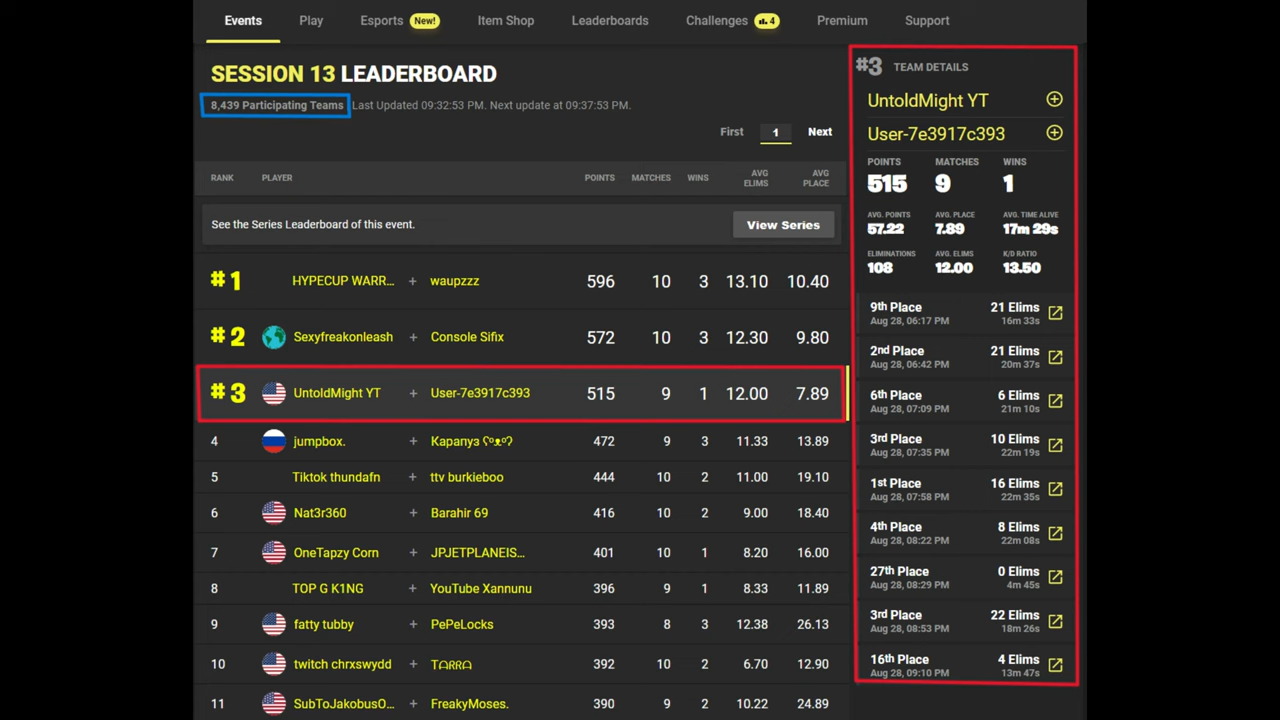 Events Play Esports New! Item Shop Leaderboards Challenges 4 Premium Support
SESSION 13 LEADERBOARD
8,439 Participating Teams Last Updated 09:32:53 PM. Next update at 09:37:53 PM.
First 1 Next
RANK PLAYER POINTS MATCHES WINS AVG ELIMS AVG PLACE
See the Series Leaderboard of this event. View Series
#1 HYPECUP WARR... + waupzzz 596 10 3 13.10 10.40
#2 Sexyfreakonleash + Console Sifix 572 10 3 12.30 9.80
#3 UntoldMight YT + User-7e3917c393 515 9 1 12.00 7.89
4 jumpbox. + Карапуз ʕºᴥºʔ 472 9 3 11.33 13.89
5 Tiktok thundafn + ttv burkieboo 444 10 2 11.00 19.10
6 Nat3r360 + Barahir 69 416 10 2 9.00 18.40
7 OneTapzy Corn + JPJETPLANEIS... 401 10 1 8.20 16.00
8 TOP G K1NG + YouTube Xannunu 396 9 1 8.33 11.89
9 fatty tubby + PePeLocks 393 8 3 12.38 26.13
10 twitch chrxswydd + 392 10 2 6.70 12.90
11 SubToJakobusO... + FreakyMoses. 390 9 2 10.22 24.89
#3 TEAM DETAILS
UntoldMight YT
User-7e3917c393
POINTS MATCHES WINS
515 9 1
AVG. POINTS AVG. PLACE AVG. TIME ALIVE
57.22 7.89 17m 29s
ELIMINATIONS AVG. ELIMS K/D RATIO
108 12.00 13.50
9th Place 21 Elims
Aug 28, 06:17 PM 16m 33s
2nd Place 21 Elims
Aug 28, 06:42 PM 20m 37s
6th Place 6 Elims
Aug 28, 07:09 PM 21m 10s
3rd Place 10 Elims
Aug 28, 07:35 PM 22m 19s
1st Place 16 Elims
Aug 28, 07:58 PM 22m 35s
4th Place 8 Elims
Aug 28, 08:22 PM 22m 08s
27th Place 0 Elims
Aug 28, 08:29 PM 4m 45s
3rd Place 22 Elims
Aug 28, 08:53 PM 18m 26s
16th Place 4 Elims
Aug 28, 09:10 PM 13m 47s